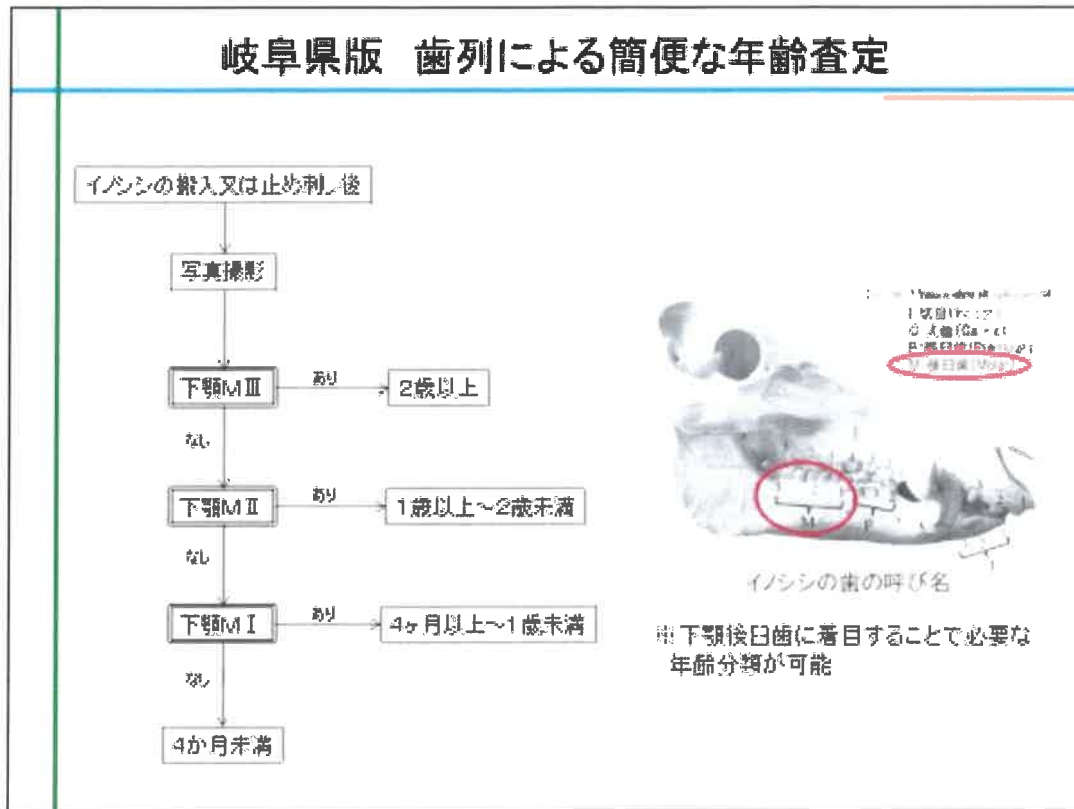 岐阜県版 歯列による簡便な年齢査定
イノシシの搬入又は止め刺し後
写真撮影
下顎MⅢ
あり
2歳以上
なし
下顎MⅡ
あり
1歳以上～2歳未満
なし
下顎MⅠ
あり
4ヶ月以上～1歳未満
なし
4か月未満
M 後臼歯(Molar)
M
P
I
イノシシの歯の呼び名
※下顎後臼歯に着目することで必要な
年齢分類が可能